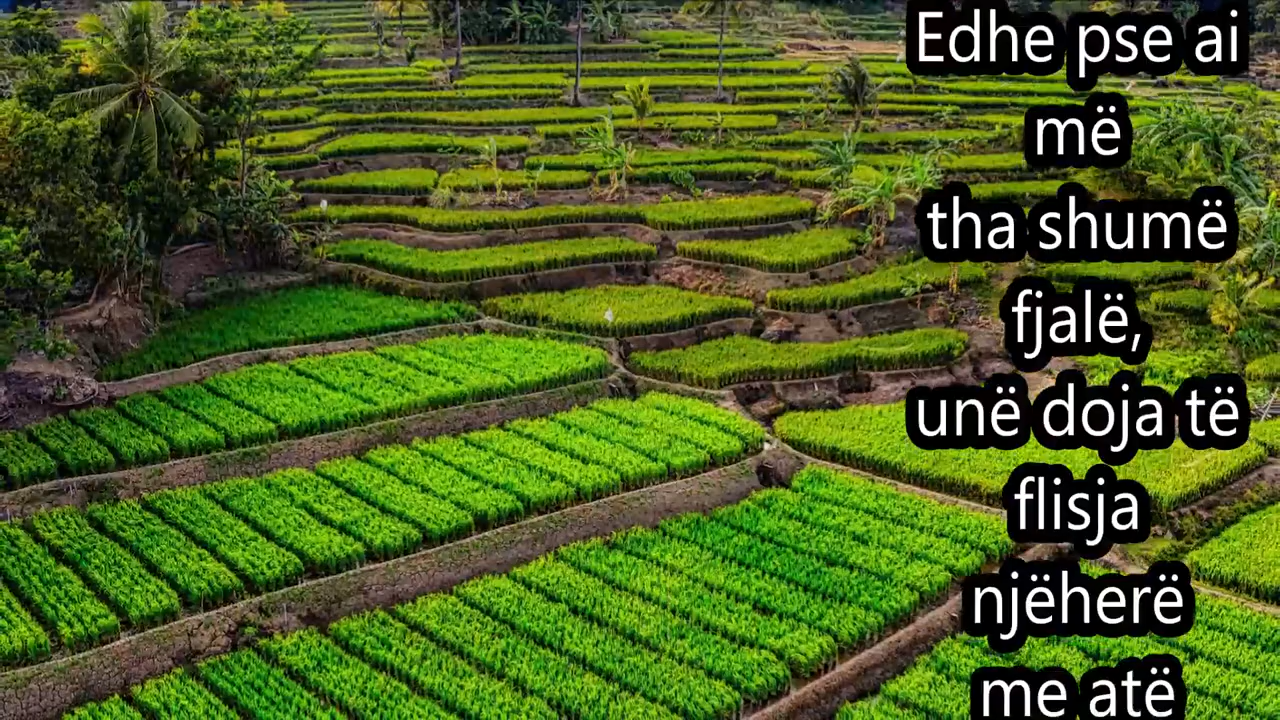 Edhe pse ai
më
tha shumë
fjalë,
unë doja të
flisja
njëherë
me atë